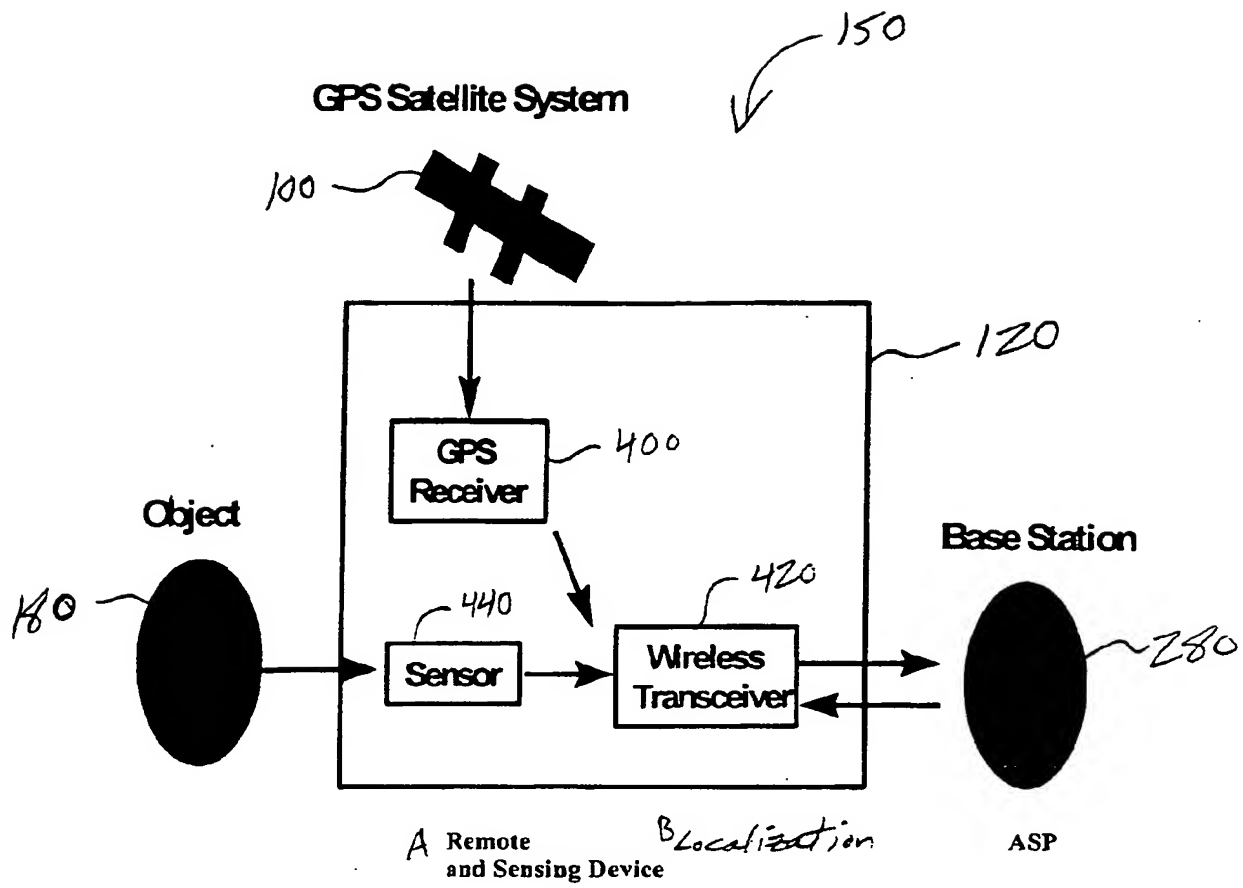 150
GPS Satellite System
100
120
GPS
Receiver
400
Object
Base Station
180
440
420
Sensor
Wireless
Transceiver
280
A Remote
and Sensing Device
B Localization
ASP